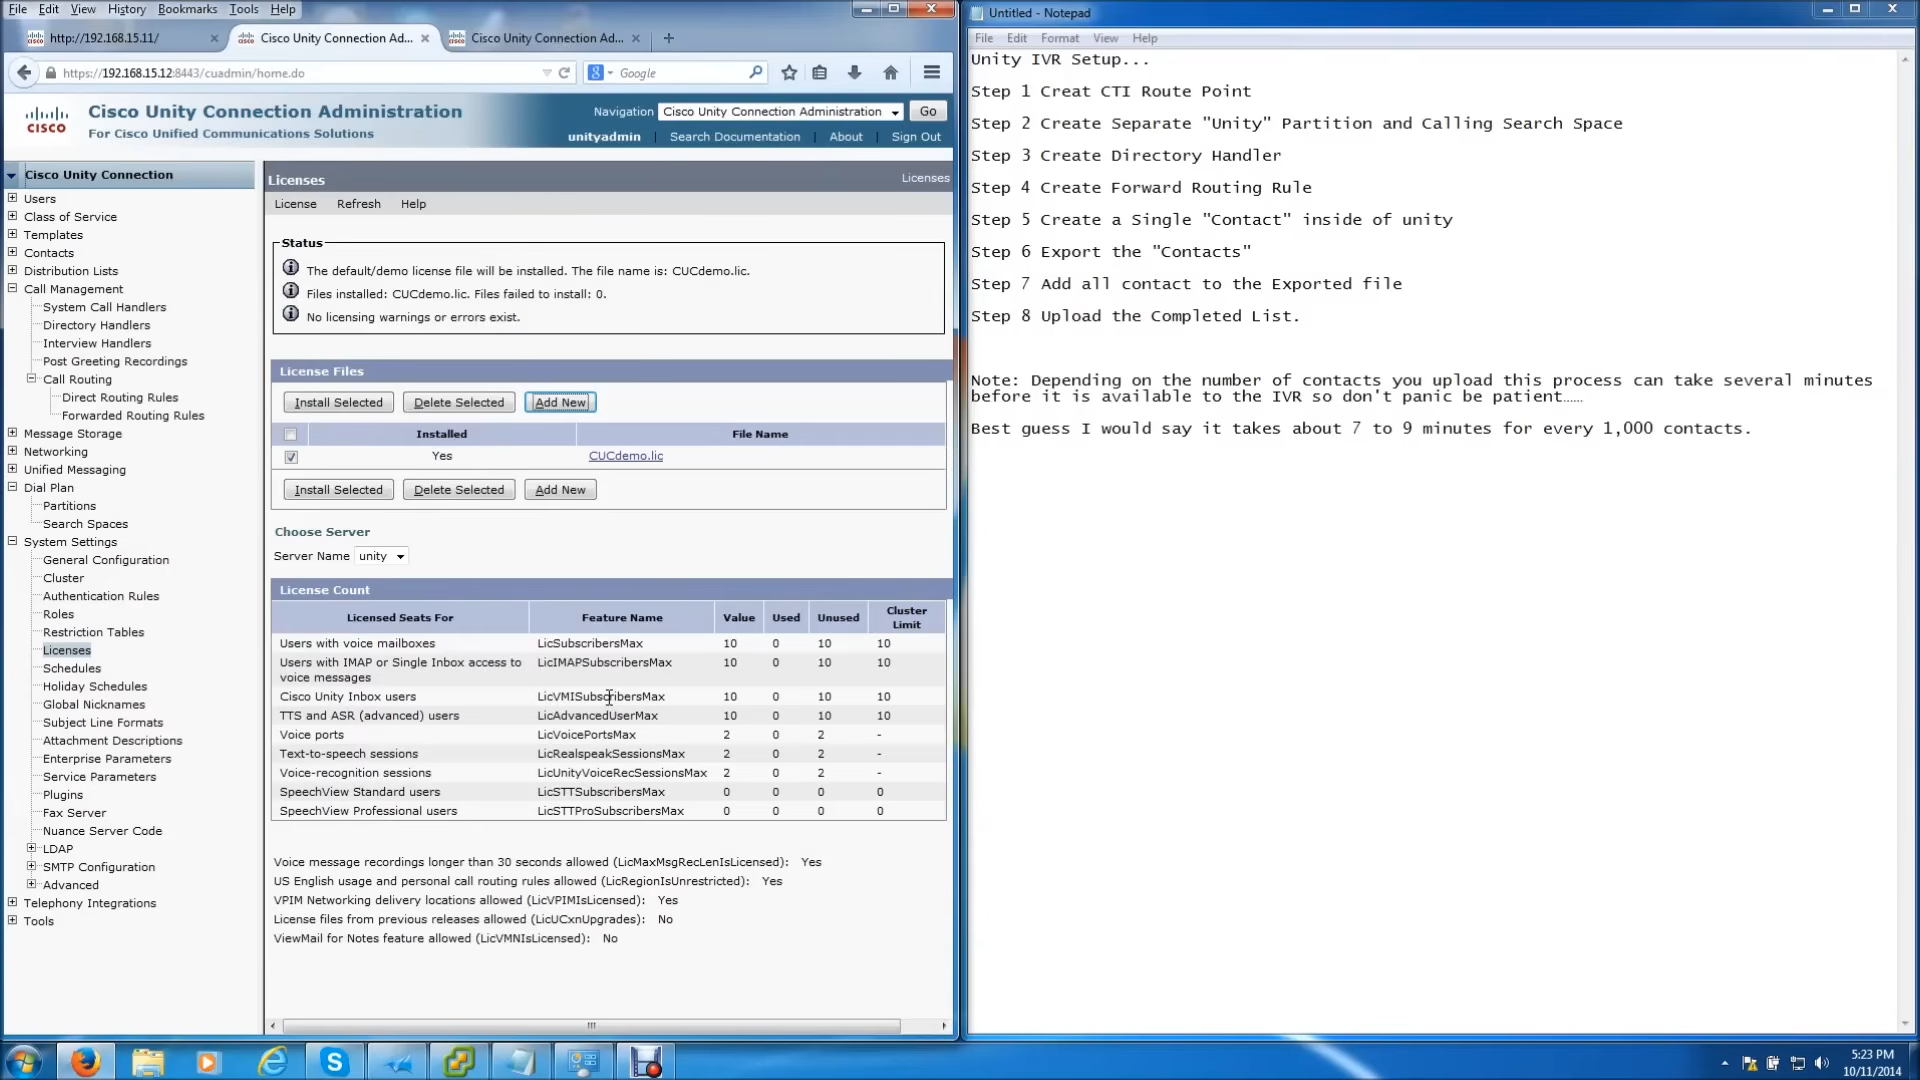 File Edit View History Bookmarks Tools Help
http://192.168.15.11/
Cisco Unity Connection Ad...
Cisco Unity Connection Ad...
https://192.168.15.12:8443/cuadmin/home.do
Google
CISCO
Cisco Unity Connection Administration
For Cisco Unified Communications Solutions
Navigation Cisco Unity Connection Administration Go
unityadmin Search Documentation About Sign Out
Cisco Unity Connection
Users
Class of Service
Templates
Contacts
Distribution Lists
Call Management
System Call Handlers
Directory Handlers
Interview Handlers
Post Greeting Recordings
Call Routing
Direct Routing Rules
Forwarded Routing Rules
Message Storage
Networking
Unified Messaging
Dial Plan
Partitions
Search Spaces
System Settings
General Configuration
Cluster
Authentication Rules
Roles
Restriction Tables
Licenses
Schedules
Holiday Schedules
Global Nicknames
Subject Line Formats
Attachment Descriptions
Enterprise Parameters
Service Parameters
Plugins
Fax Server
Nuance Server Code
LDAP
SMTP Configuration
Advanced
Telephony Integrations
Tools
Licenses Licenses
License Refresh Help
Status
The default/demo license file will be installed. The file name is: CUCdemo.lic.
Files installed: CUCdemo.lic. Files failed to install: 0.
No licensing warnings or errors exist.
License Files
Install Selected Delete Selected Add New
Installed File Name
Yes CUCdemo.lic
Install Selected Delete Selected Add New
Choose Server
Server Name unity
License Count
Licensed Seats For Feature Name Value Used Unused Cluster Limit
Users with voice mailboxes LicSubscribersMax 10 0 10 10
Users with IMAP or Single Inbox access to LicIMAPSubscribersMax 10 0 10 10
voice messages
Cisco Unity Inbox users LicVMISubscribersMax 10 0 10 10
TTS and ASR (advanced) users LicAdvancedUserMax 10 0 10 10
Voice ports LicVoicePortsMax 2 0 2 -
Text-to-speech sessions LicRealspeakSessionsMax 2 0 2 -
Voice-recognition sessions LicUnityVoiceRecSessionsMax 2 0 2 -
SpeechView Standard users LicSTTSubscribersMax 0 0 0 0
SpeechView Professional users LicSTTProSubscribersMax 0 0 0 0
Voice message recordings longer than 30 seconds allowed (LicMaxMsgRecLenIsLicensed): Yes
US English usage and personal call routing rules allowed (LicRegionIsUnrestricted): Yes
VPIM Networking delivery locations allowed (LicVPIMIsLicensed): Yes
License files from previous releases allowed (LicUCxnUpgrades): No
ViewMail for Notes feature allowed (LicVMNIsLicensed): No
Untitled - Notepad
File Edit Format View Help
Unity IVR Setup...
Step 1 Creat CTI Route Point
Step 2 Create Separate "Unity" Partition and Calling Search Space
Step 3 Create Directory Handler
Step 4 Create Forward Routing Rule
Step 5 Create a Single "Contact" inside of unity
Step 6 Export the "Contacts"
Step 7 Add all contact to the Exported file
Step 8 Upload the Completed List.
Note: Depending on the number of contacts you upload this process can take several minutes
before it is available to the IVR so don't panic be patient......
Best guess I would say it takes about 7 to 9 minutes for every 1,000 contacts.
5:23 PM
10/11/2014